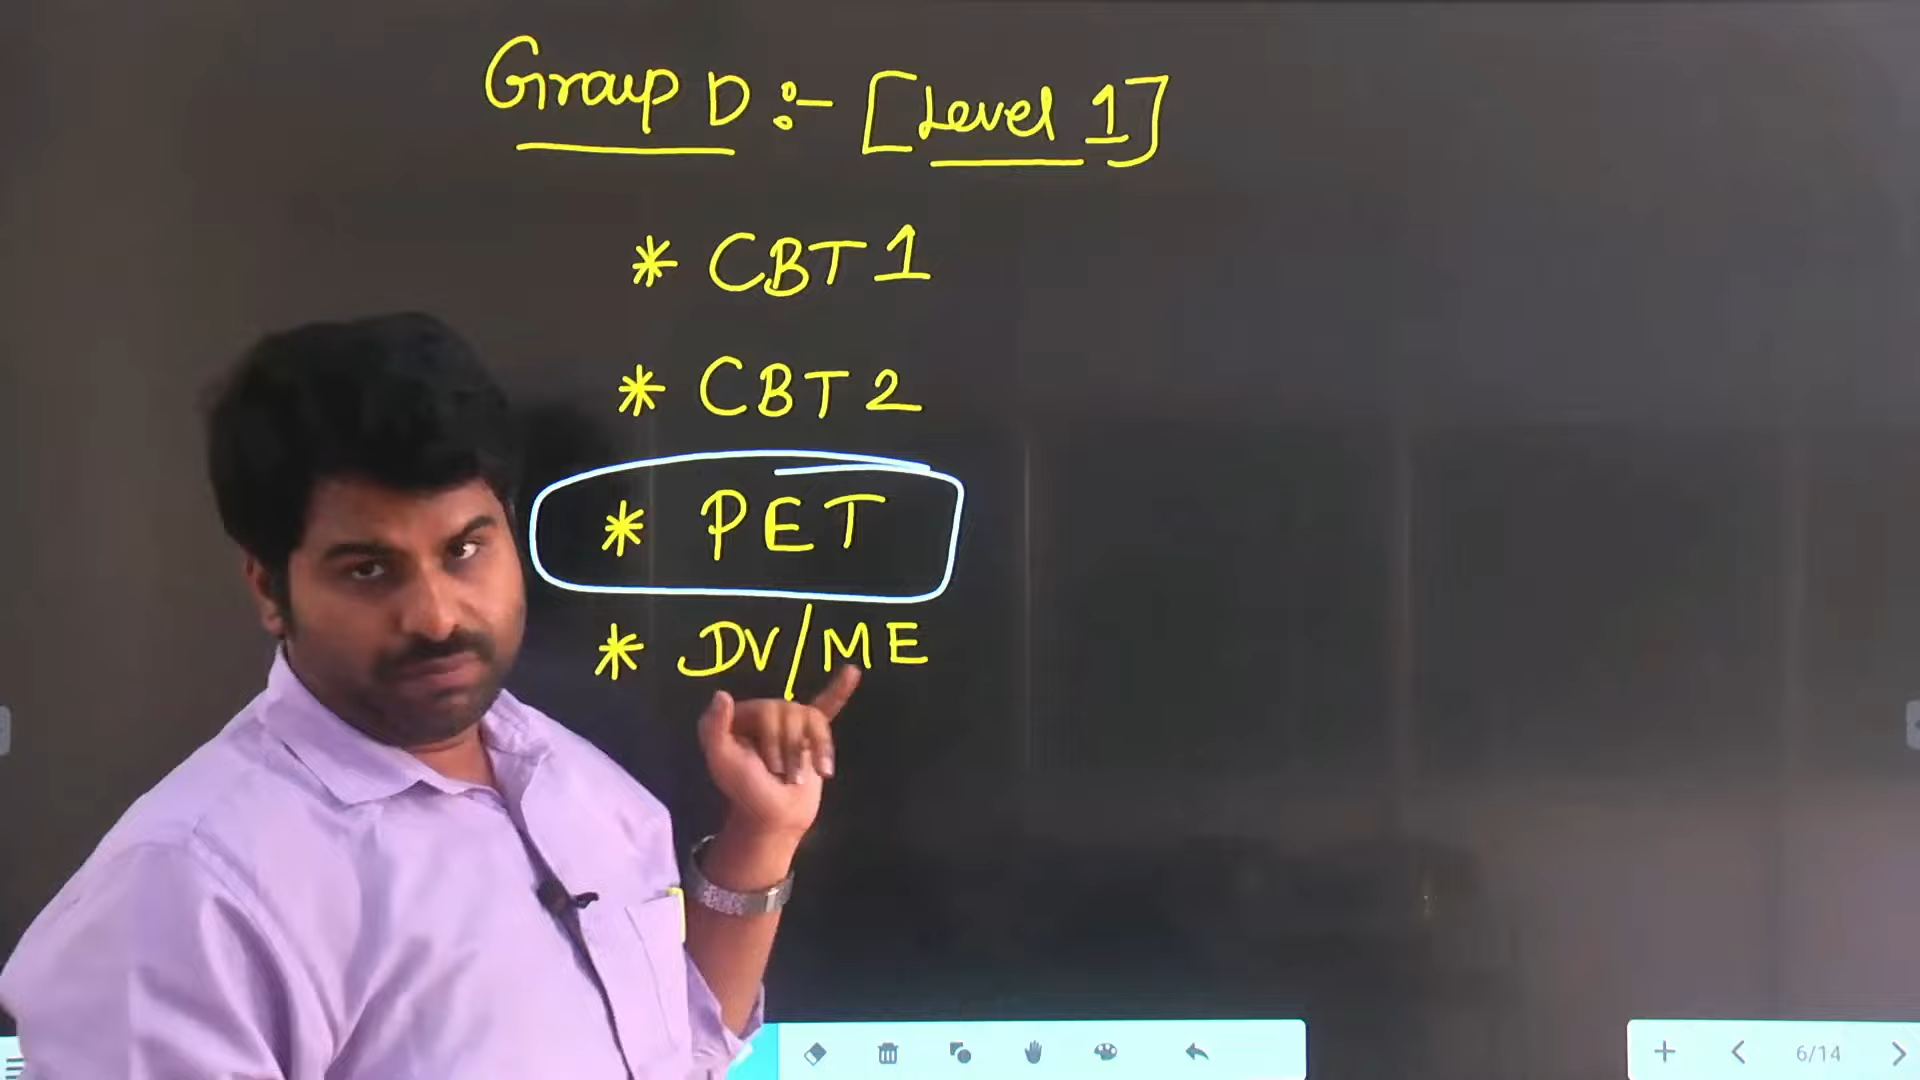 Group D :- [Level 1]
* CBT 1
* CBT 2
* PET
* DV/ME
6/14